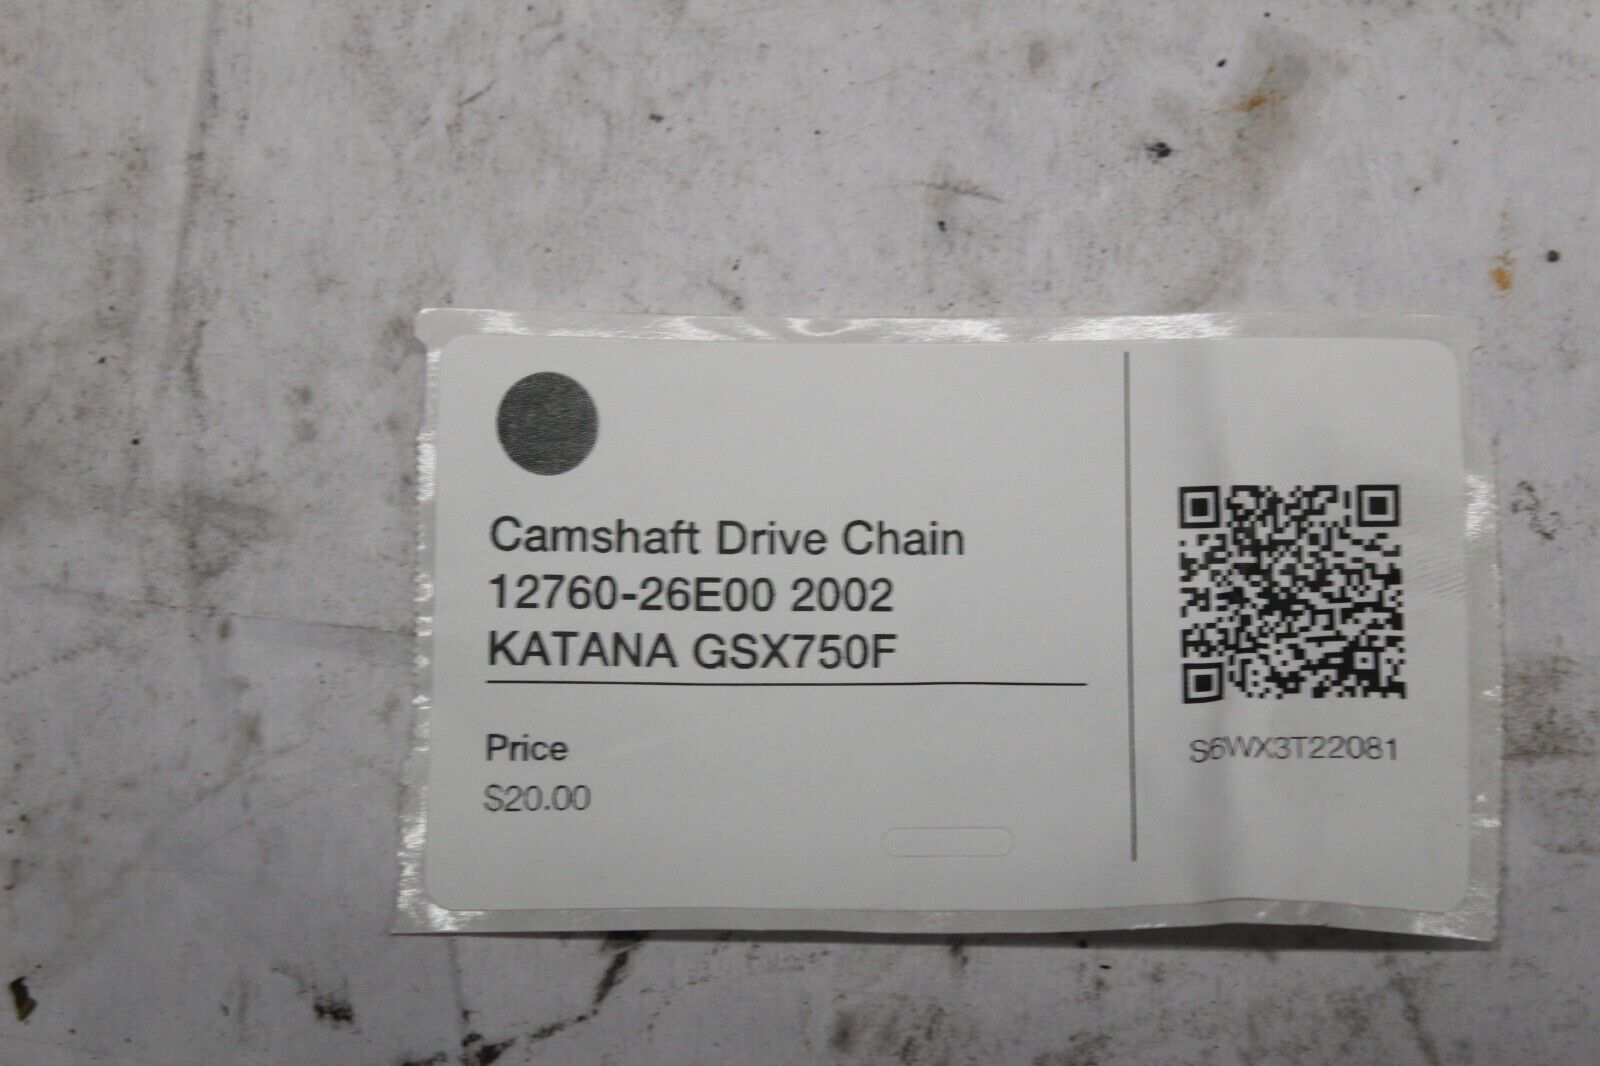 Camshaft Drive Chain
12760-26E00 2002
KATANA GSX750F
Price
$20.00
S6WX3T22081